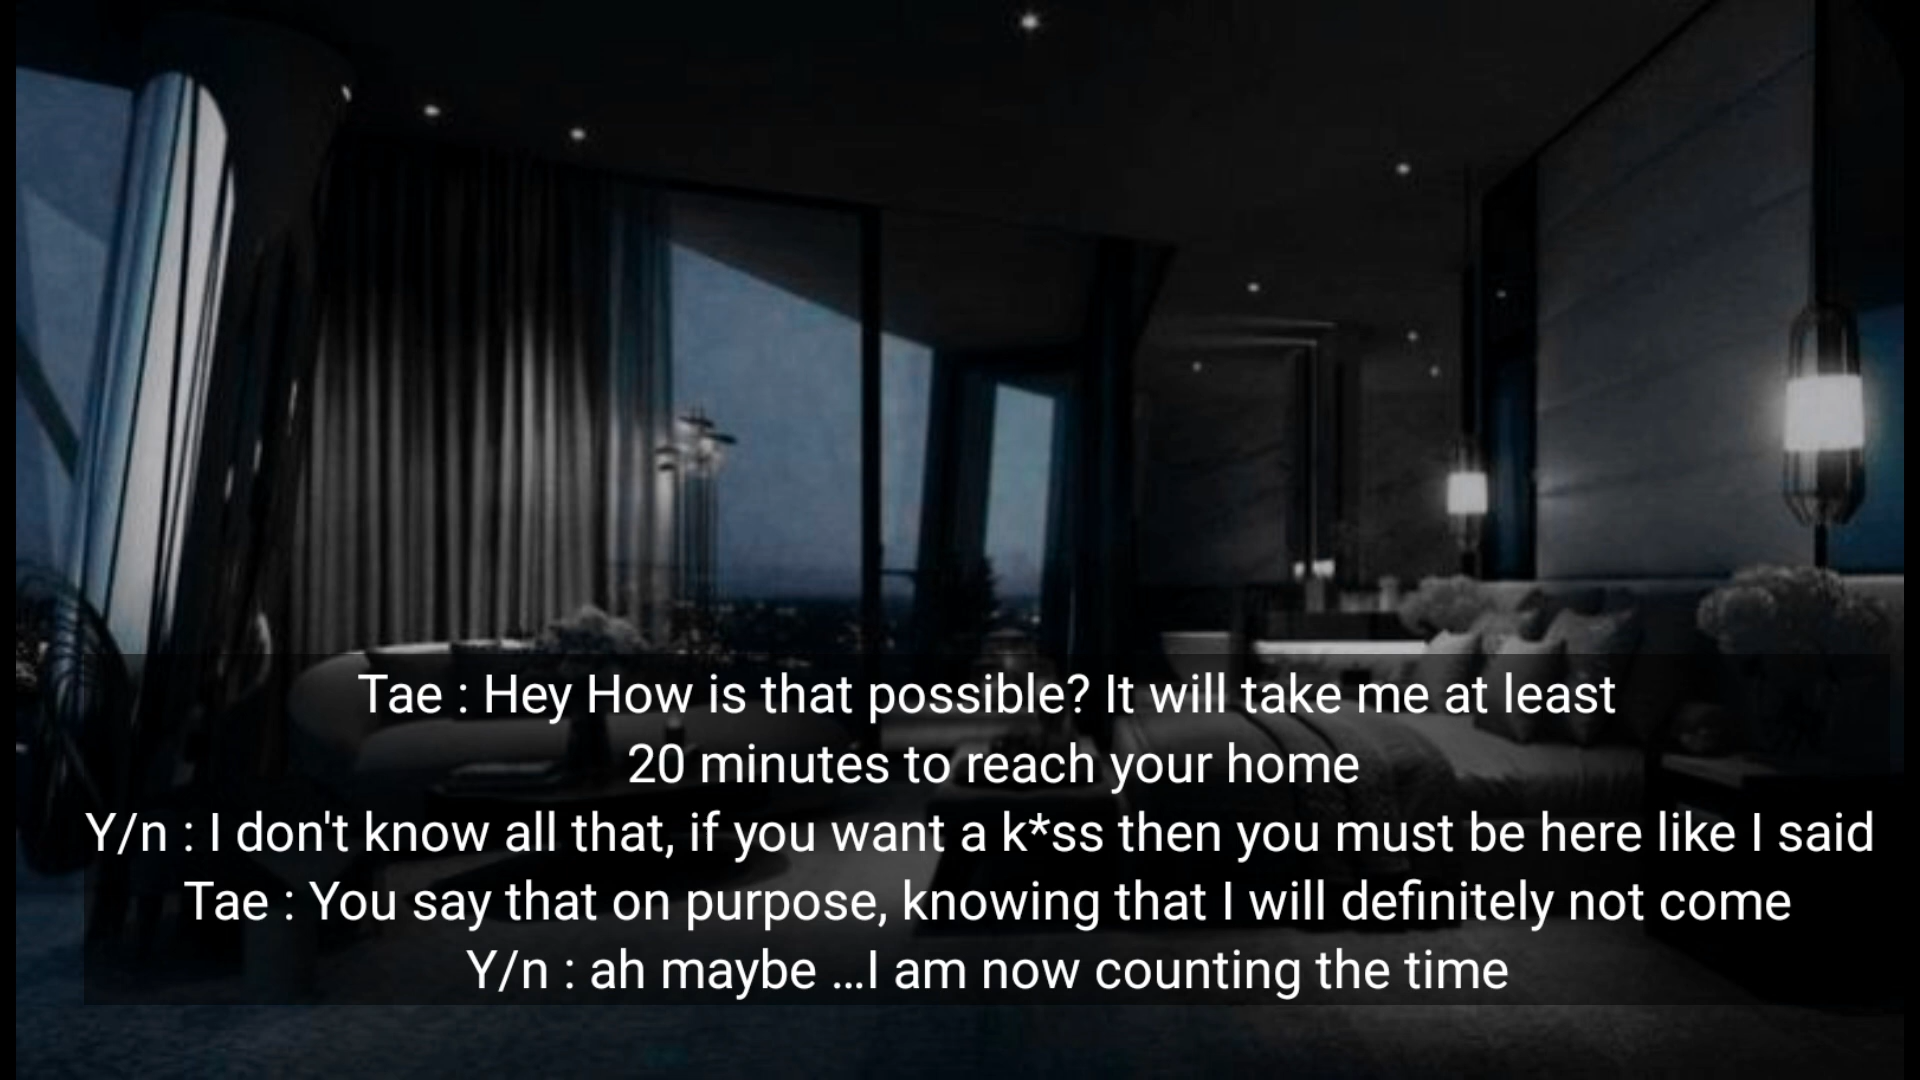 Tae : Hey How is that possible? It will take me at least
20 minutes to reach your home
Y/n : I don't know all that, if you want a k*ss then you must be here like I said
Tae : You say that on purpose, knowing that I will definitely not come
Y/n : ah maybe ...I am now counting the time